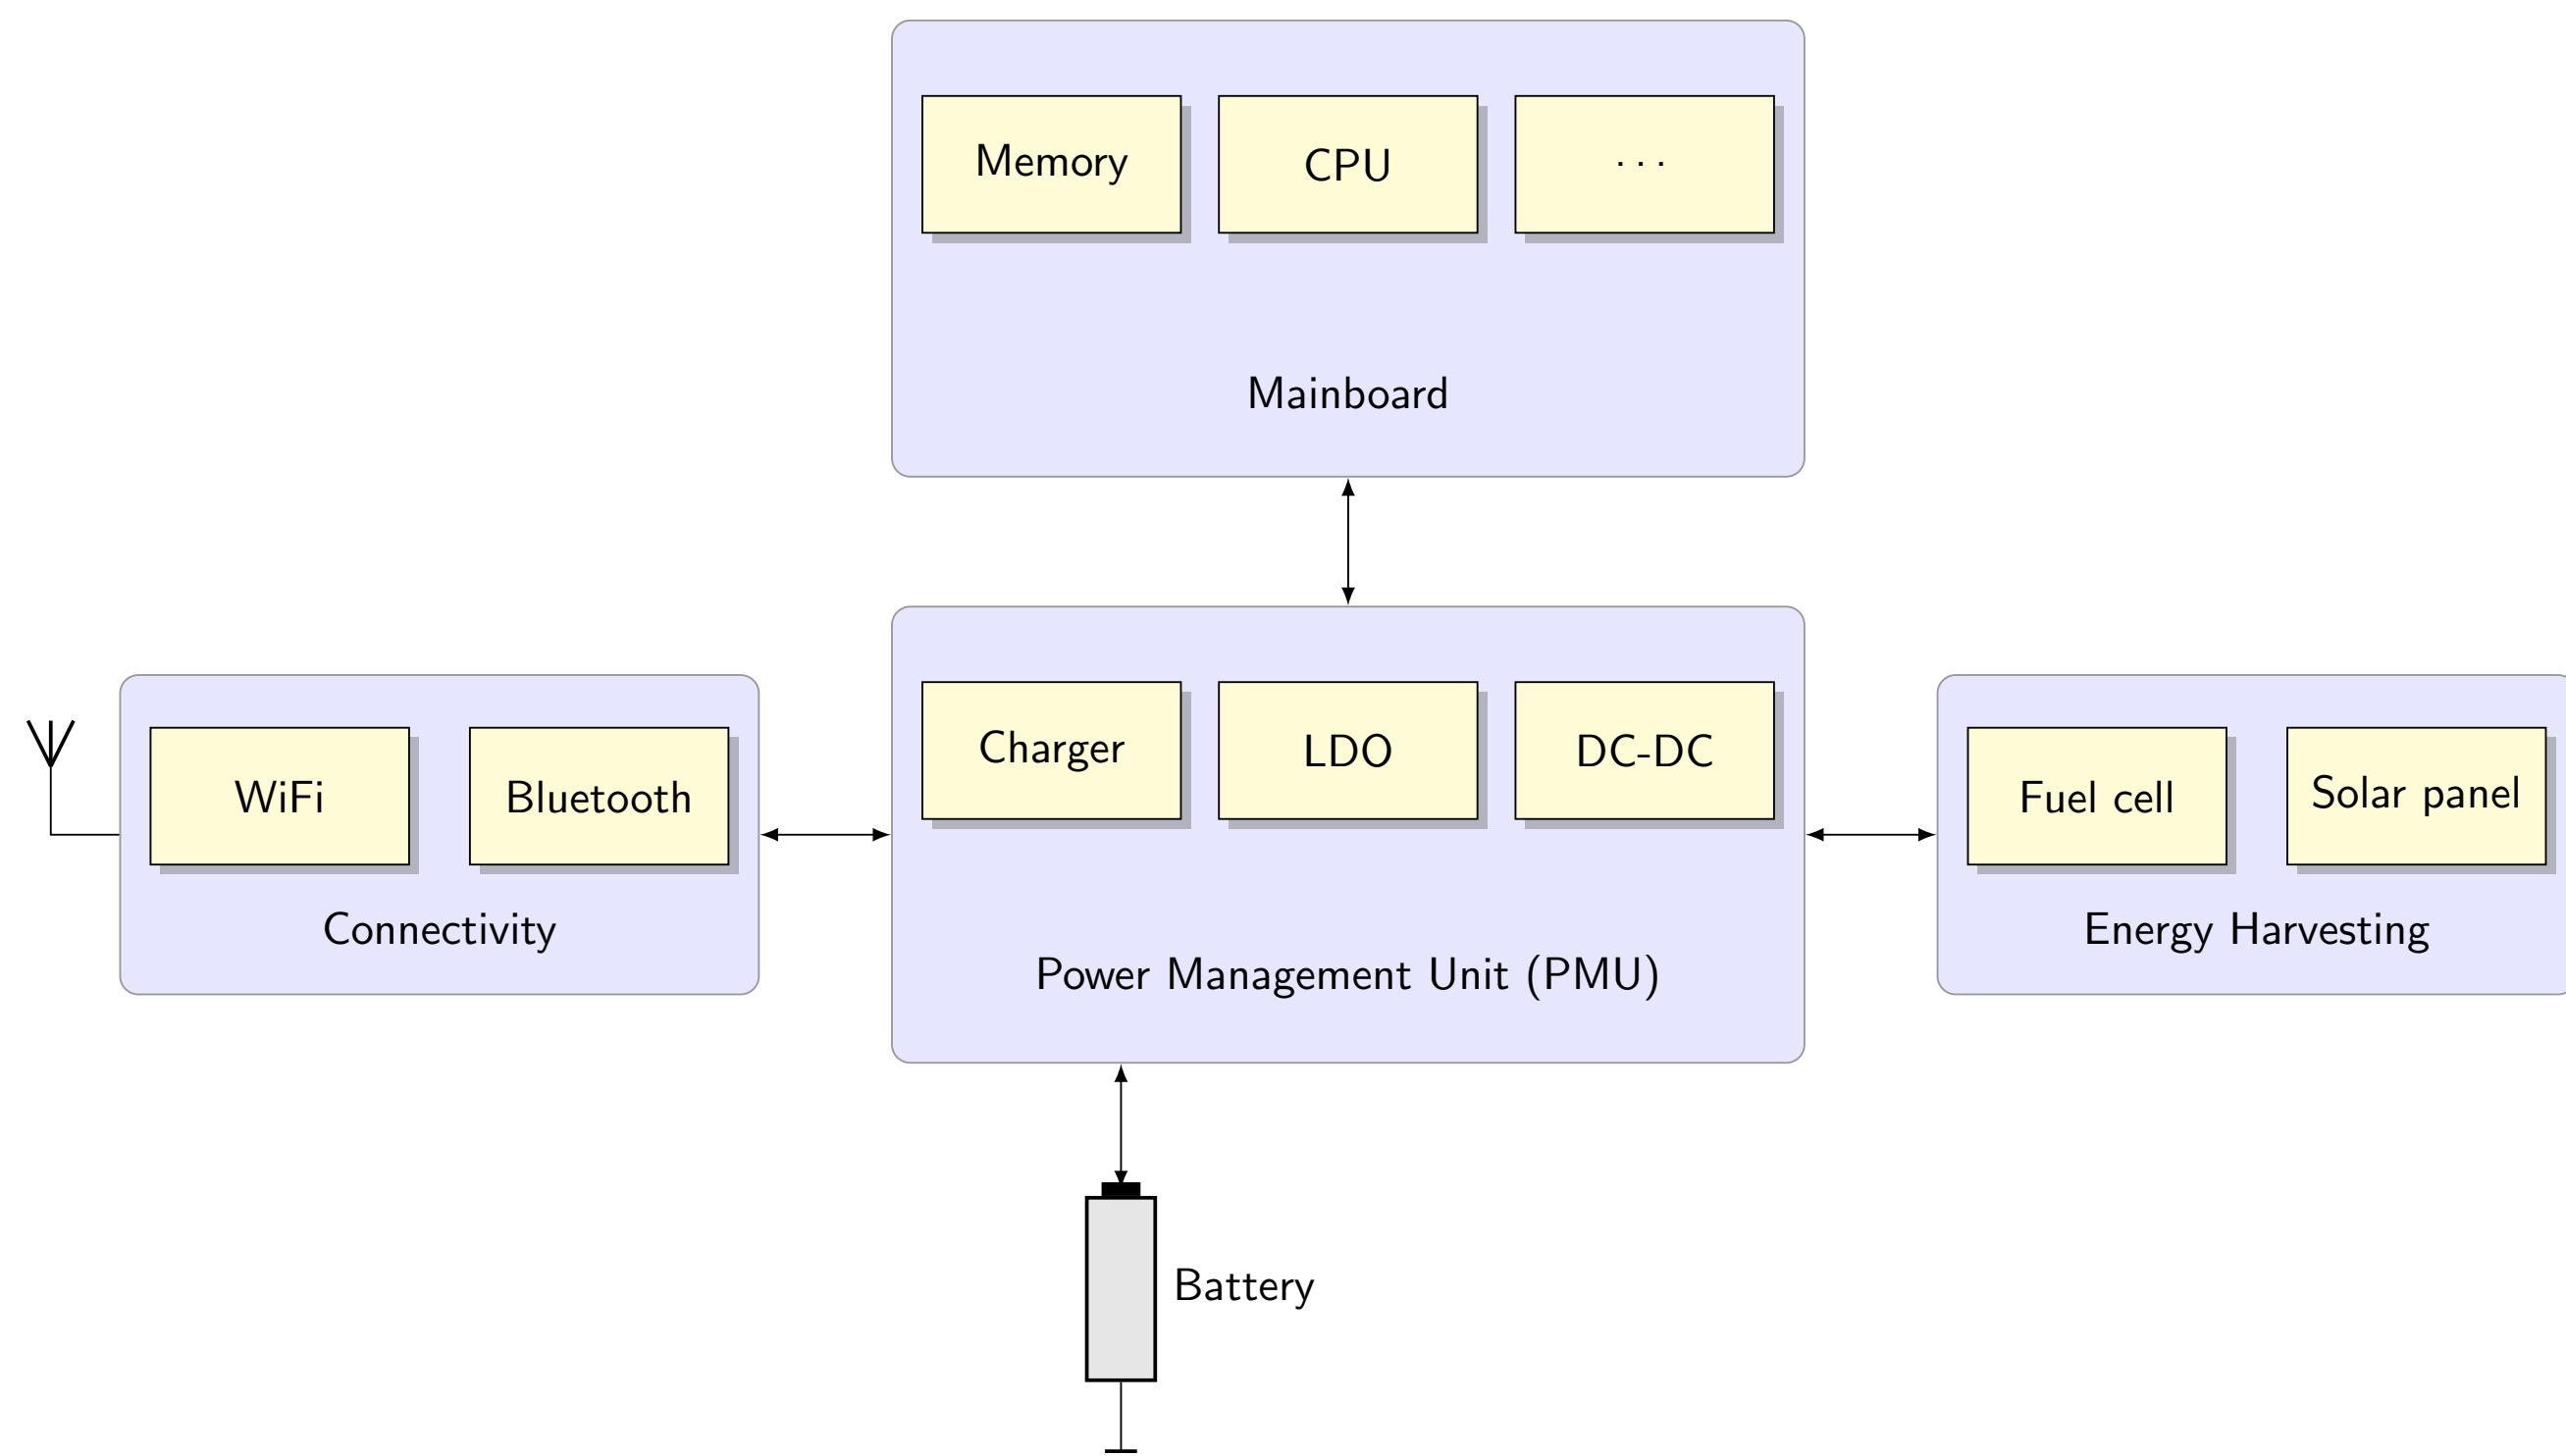 Memory
CPU
...
Mainboard
Charger
LDO
DC-DC
Power Management Unit (PMU)
WiFi
Bluetooth
Connectivity
Fuel cell
Solar panel
Energy Harvesting
Battery